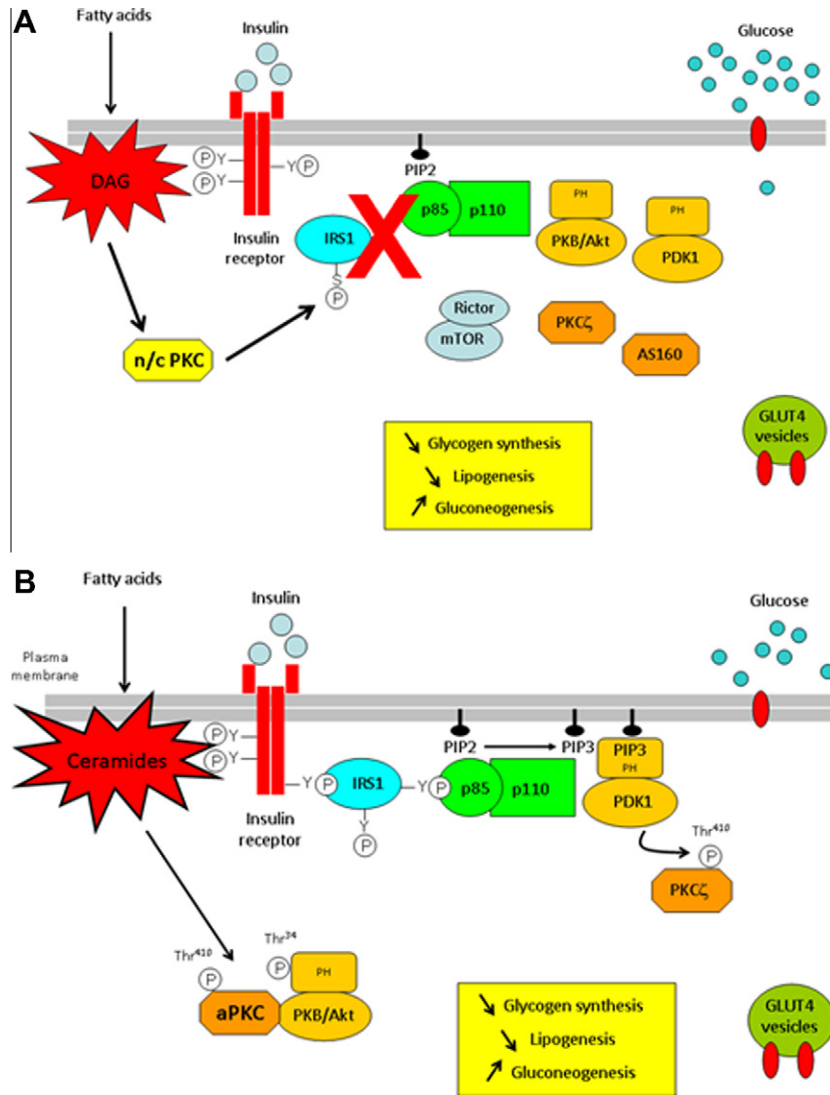 A
Fatty acids
Insulin
Glucose
DAG
P Y
P Y
Y P
PIP2
p85
p110
PH
PKB/Akt
PH
PDK1
Insulin
receptor
IRS1
S
P
n/c PKC
Rictor
mTOR
PKCζ
AS160
GLUT4
vesicles
↘ Glycogen synthesis
↘ Lipogenesis
↗ Gluconeogenesis
B
Fatty acids
Insulin
Glucose
Plasma
membrane
Ceramides
P Y
P Y
PIP2
PIP3
PIP3
PH
PDK1
Y P
IRS1
Y P
p85
p110
Y
P
Insulin
receptor
Thr410
P
PKCζ
Thr410
P
Thr34
P
PH
aPKC
PKB/Akt
↘ Glycogen synthesis
↘ Lipogenesis
↗ Gluconeogenesis
GLUT4
vesicles